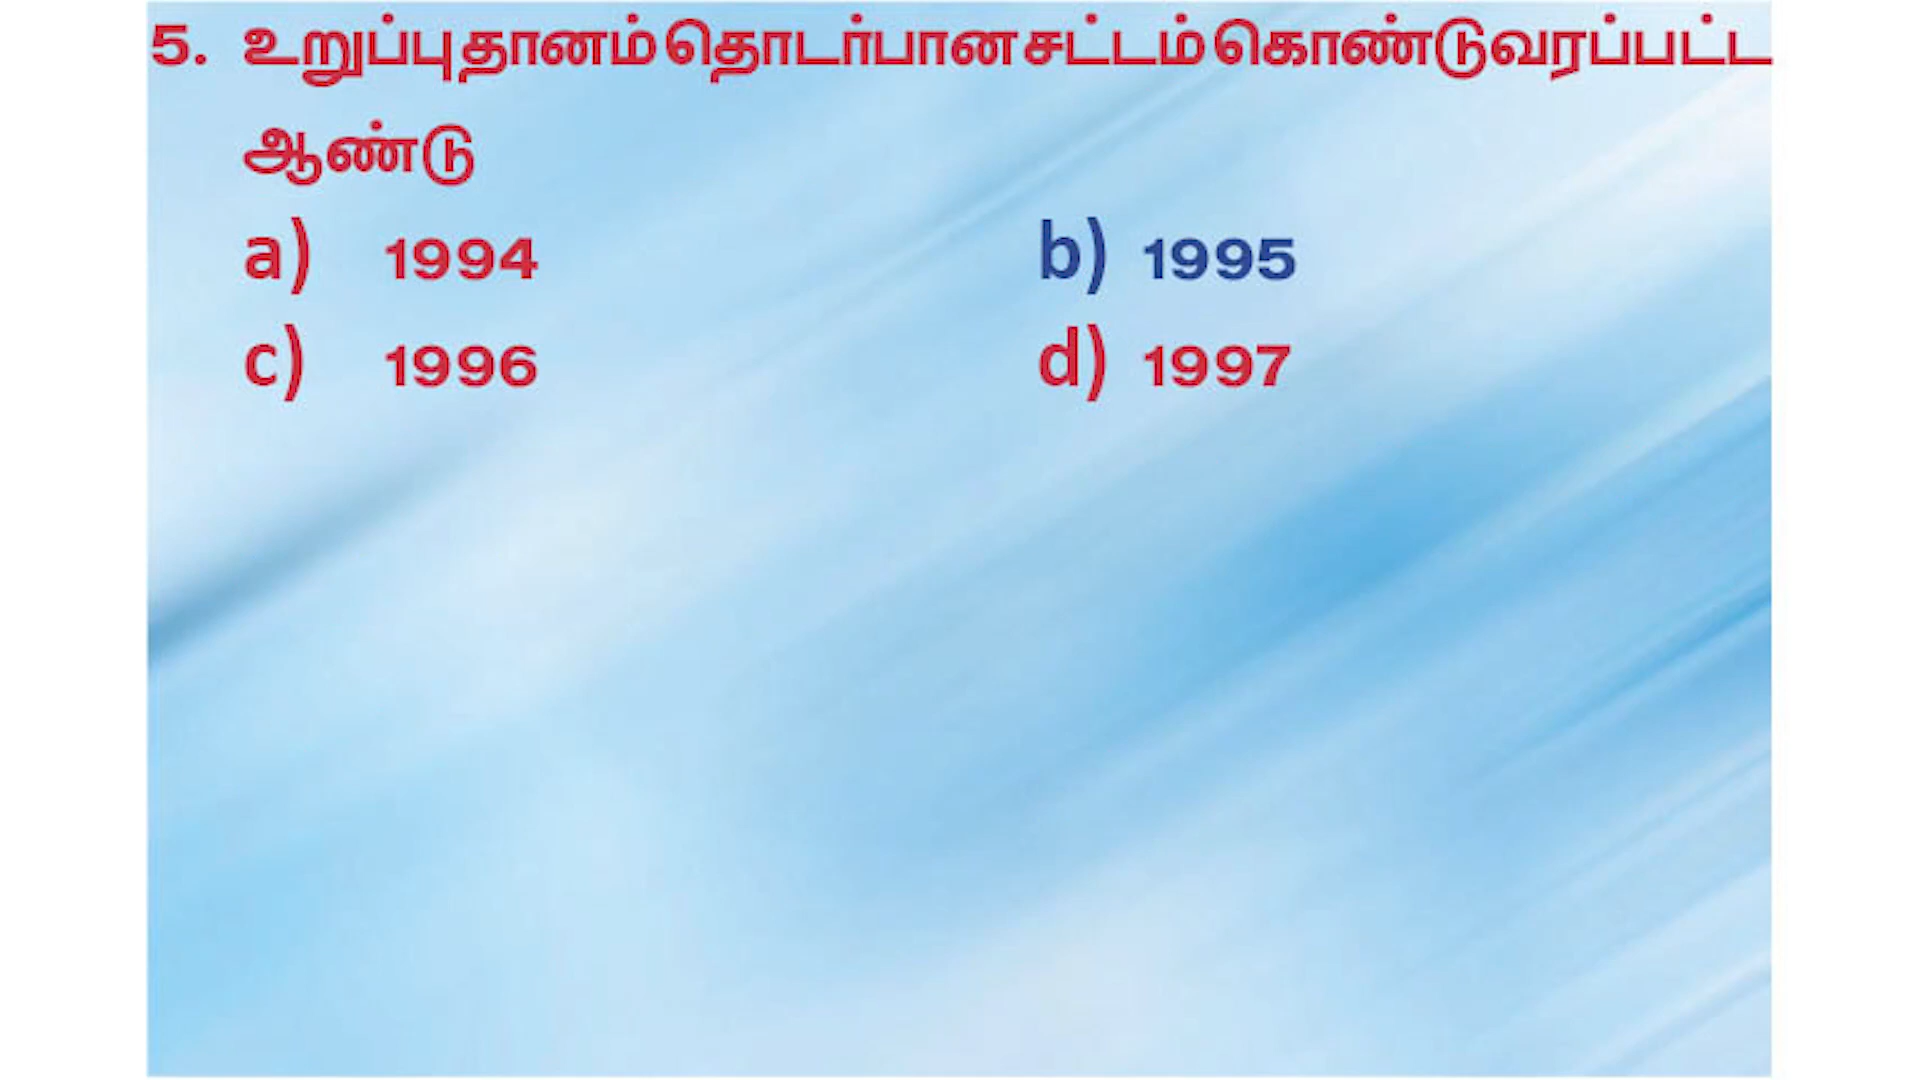 5. உறுப்பு தானம் தொடர்பான சட்டம் கொண்டுவரப்பட்ட
ஆண்டு
a) 1994 b) 1995
c) 1996 d) 1997